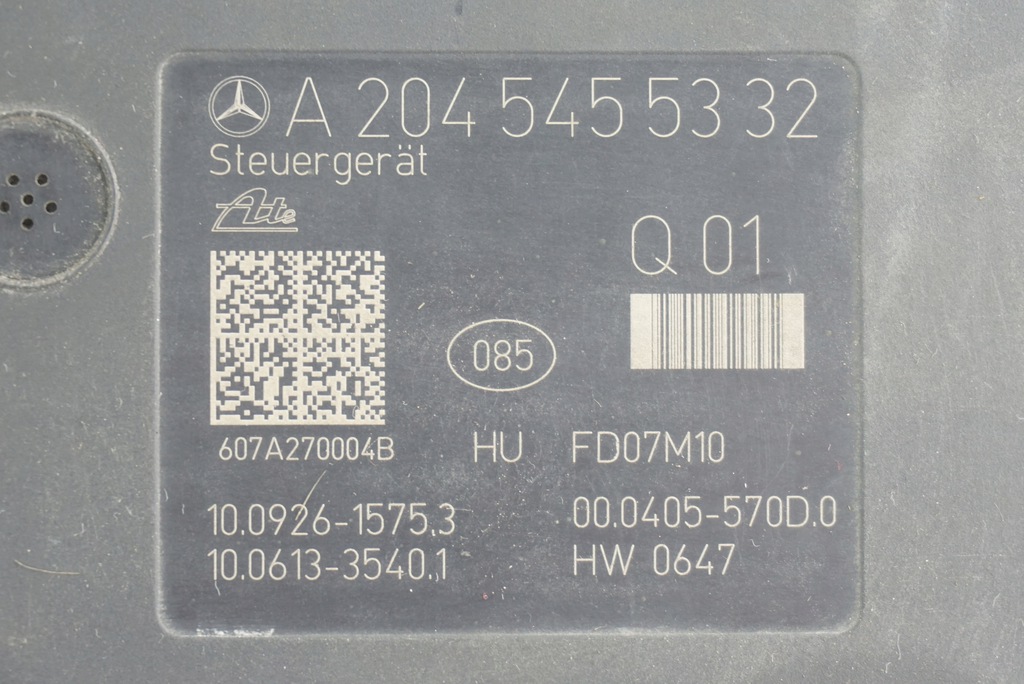 A 204 545 53 32
Steuergerät
Ate
Q 01
085
607A270004B HU FD07M10
10.0926-1575.3 00.0405-570D.0
10.0613-3540.1 HW 0647